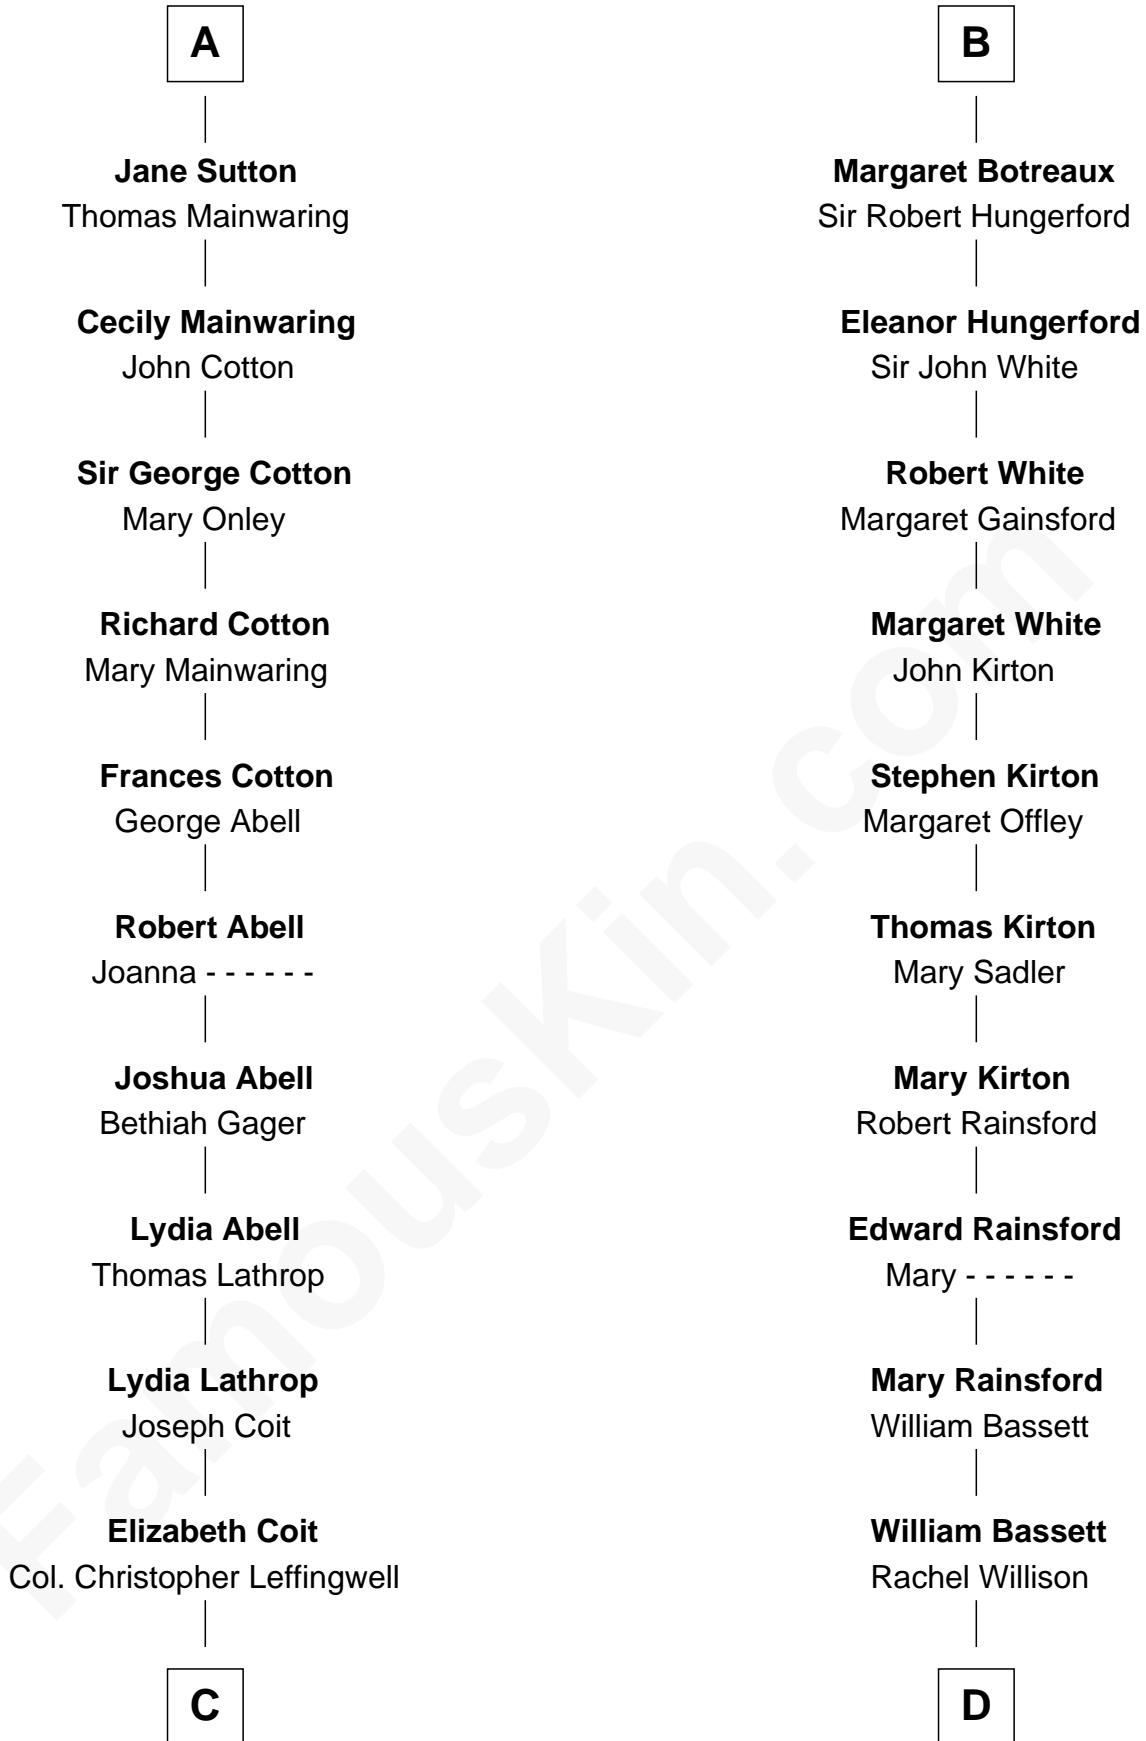 A
Jane Sutton
Thomas Mainwaring
Cecily Mainwaring
John Cotton
Sir George Cotton
Mary Onley
Richard Cotton
Mary Mainwaring
Frances Cotton
George Abell
Robert Abell
Joanna - - - - - -
Joshua Abell
Bethiah Gager
Lydia Abell
Thomas Lathrop
Lydia Lathrop
Joseph Coit
Elizabeth Coit
Col. Christopher Leffingwell
C
B
Margaret Botreaux
Sir Robert Hungerford
Eleanor Hungerford
Sir John White
Robert White
Margaret Gainsford
Margaret White
John Kirton
Stephen Kirton
Margaret Offley
Thomas Kirton
Mary Sadler
Mary Kirton
Robert Rainsford
Edward Rainsford
Mary - - - - - -
Mary Rainsford
William Bassett
William Bassett
Rachel Willison
D
FamousKin.com